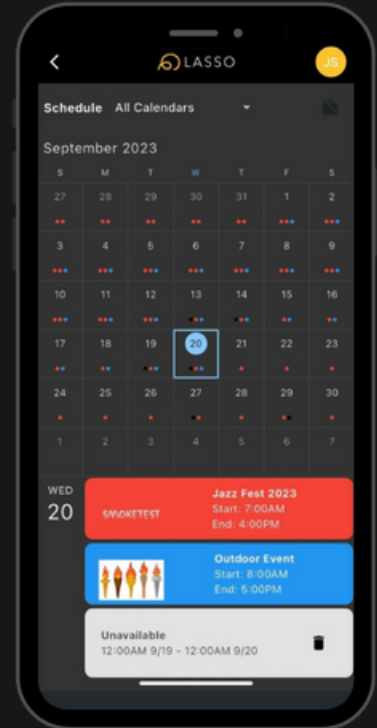 LASSO
JS
Schedule All Calendars
September 2023
S M T W T F S
27 28 29 30 31 1 2
3 4 5 6 7 8 9
10 11 12 13 14 15 16
17 18 19 20 21 22 23
24 25 26 27 28 29 30
1 2 3 4 5 6 7
WED
20
SMOKETEST
Jazz Fest 2023
Start: 7:00AM
End: 4:00PM
Outdoor Event
Start: 8:00AM
End: 5:00PM
Unavailable
12:00AM 9/19 - 12:00AM 9/20